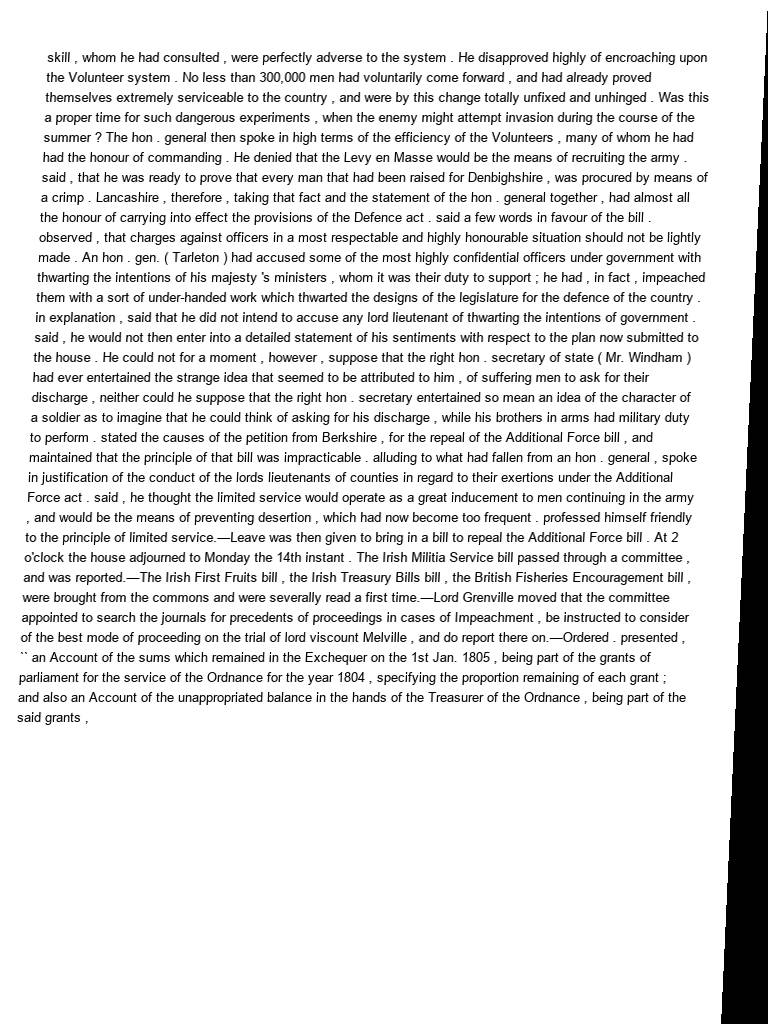 skill , whom he had consulted , were perfectly adverse to the system . He disapproved highly of encroaching upon
the Volunteer system . No less than 300,000 men had voluntarily come forward , and had already proved
themselves extremely serviceable to the country , and were by this change totally unfixed and unhinged . Was this
a proper time for such dangerous experiments , when the enemy might attempt invasion during the course of the
summer ? The hon . general then spoke in high terms of the efficiency of the Volunteers , many of whom he had
had the honour of commanding . He denied that the Levy en Masse would be the means of recruiting the army .
said , that he was ready to prove that every man that had been raised for Denbighshire , was procured by means of
a crimp . Lancashire , therefore , taking that fact and the statement of the hon . general together , had almost all
the honour of carrying into effect the provisions of the Defence act . said a few words in favour of the bill .
observed , that charges against officers in a most respectable and highly honourable situation should not be lightly
made . An hon . gen. ( Tarleton ) had accused some of the most highly confidential officers under government with
thwarting the intentions of his majesty 's ministers , whom it was their duty to support ; he had , in fact , impeached
them with a sort of under-handed work which thwarted the designs of the legislature for the defence of the country .
in explanation , said that he did not intend to accuse any lord lieutenant of thwarting the intentions of government .
said , he would not then enter into a detailed statement of his sentiments with respect to the plan now submitted to
the house . He could not for a moment , however , suppose that the right hon . secretary of state ( Mr. Windham )
had ever entertained the strange idea that seemed to be attributed to him , of suffering men to ask for their
discharge , neither could he suppose that the right hon . secretary entertained so mean an idea of the character of
a soldier as to imagine that he could think of asking for his discharge , while his brothers in arms had military duty
to perform . stated the causes of the petition from Berkshire , for the repeal of the Additional Force bill , and
maintained that the principle of that bill was impracticable . alluding to what had fallen from an hon . general , spoke
in justification of the conduct of the lords lieutenants of counties in regard to their exertions under the Additional
Force act . said , he thought the limited service would operate as a great inducement to men continuing in the army
, and would be the means of preventing desertion , which had now become too frequent . professed himself friendly
to the principle of limited service.—Leave was then given to bring in a bill to repeal the Additional Force bill . At 2
o'clock the house adjourned to Monday the 14th instant . The Irish Militia Service bill passed through a committee ,
and was reported.—The Irish First Fruits bill , the Irish Treasury Bills bill , the British Fisheries Encouragement bill ,
were brought from the commons and were severally read a first time.—Lord Grenville moved that the committee
appointed to search the journals for precedents of proceedings in cases of Impeachment , be instructed to consider
of the best mode of proceeding on the trial of lord viscount Melville , and do report there on.—Ordered . presented ,
`` an Account of the sums which remained in the Exchequer on the 1st Jan. 1805 , being part of the grants of
parliament for the service of the Ordnance for the year 1804 , specifying the proportion remaining of each grant ;
and also an Account of the unappropriated balance in the hands of the Treasurer of the Ordnance , being part of the
said grants ,